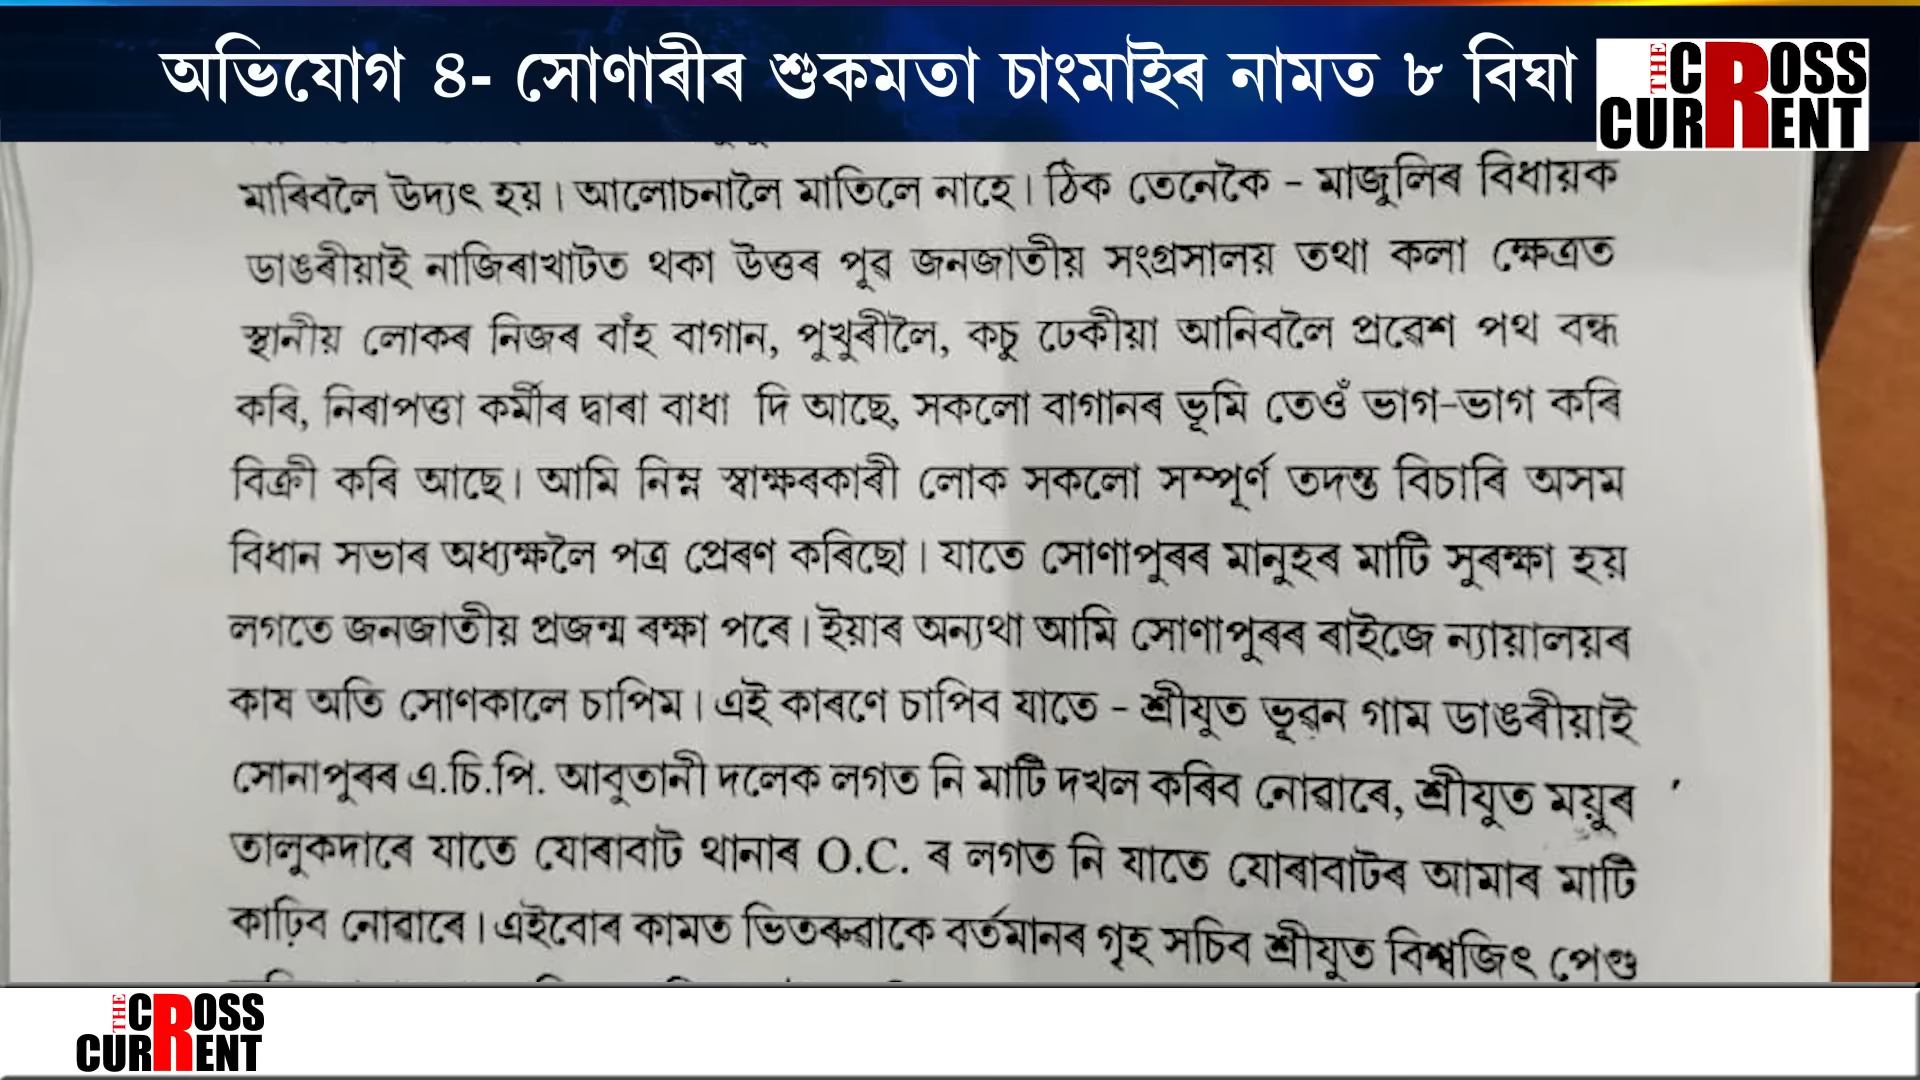 অভিযোগ ৪- সোণাৰীৰ শুকমতা চাংমাইৰ নামত ৮ বিঘা
THE CROSS CURRENT
মাৰিবলৈ উদ্যৎ হয়। আলোচনালৈ মাতিলে নাহে। ঠিক তেনেকৈ – মাজুলিৰ বিধায়ক
ডাঙৰীয়াই নাজিৰাখাটত থকা উত্তৰ পূৱ জনজাতীয় সংগ্ৰসালয় তথা কলা ক্ষেত্ৰত
স্থানীয় লোকৰ নিজৰ বাঁহ বাগান, পুখুৰীলৈ, কচু ঢেকীয়া আনিবলৈ প্ৰৱেশ পথ বন্ধ
কৰি, নিৰাপত্তা কৰ্মীৰ দ্বাৰা বাধা দি আছে, সকলো বাগানৰ ভূমি তেওঁ ভাগ-ভাগ কৰি
বিক্ৰী কৰি আছে। আমি নিম্ন স্বাক্ষৰকাৰী লোক সকলো সম্পূৰ্ণ তদন্ত বিচাৰি অসম
বিধান সভাৰ অধ্যক্ষলৈ পত্ৰ প্ৰেৰণ কৰিছো। যাতে সোণাপুৰৰ মানুহৰ মাটি সুৰক্ষা হয়
লগতে জনজাতীয় প্ৰজন্ম ৰক্ষা পৰে। ইয়াৰ অন্যথা আমি সোণাপুৰৰ ৰাইজে ন্যায়ালয়ৰ
কাষ অতি সোণকালে চাপিম। এই কাৰণে চাপিব যাতে – শ্ৰীযুত ভূৱন গাম ডাঙৰীয়াই
সোনাপুৰৰ এ.চি.পি. আবুতানী দলেক লগত নি মাটি দখল কৰিব নোৱাৰে, শ্ৰীযুত ময়ুৰ
তালুকদাৰে যাতে যোৰাবাট থানাৰ O.C. ৰ লগত নি যাতে যোৰাবাটৰ আমাৰ মাটি
কাঢ়িব নোৱাৰে। এইবোৰ কামত ভিতৰুৱাকে বৰ্তমানৰ গৃহ সচিব শ্ৰীযুত বিশ্বজিৎ পেগু
THE CROSS CURRENT